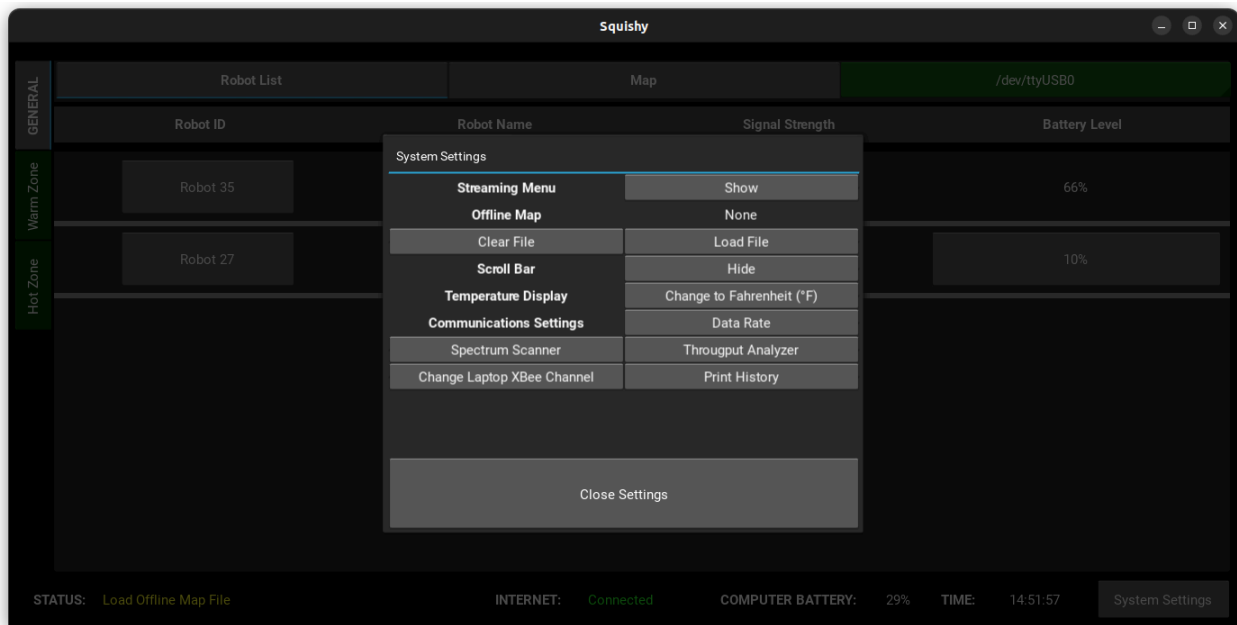 Squishy
GENERAL
Warm Zone
Hot Zone
Robot List Map /dev/ttyUSB0
Robot ID Robot Name Signal Strength Battery Level
Robot 35 66%
Robot 27 10%
System Settings
Streaming Menu Show
Offline Map None
Clear File Load File
Scroll Bar Hide
Temperature Display Change to Fahrenheit (°F)
Communications Settings Data Rate
Spectrum Scanner Througput Analyzer
Change Laptop XBee Channel Print History
Close Settings
STATUS: Load Offline Map File INTERNET: Connected COMPUTER BATTERY: 29% TIME: 14:51:57 System Settings